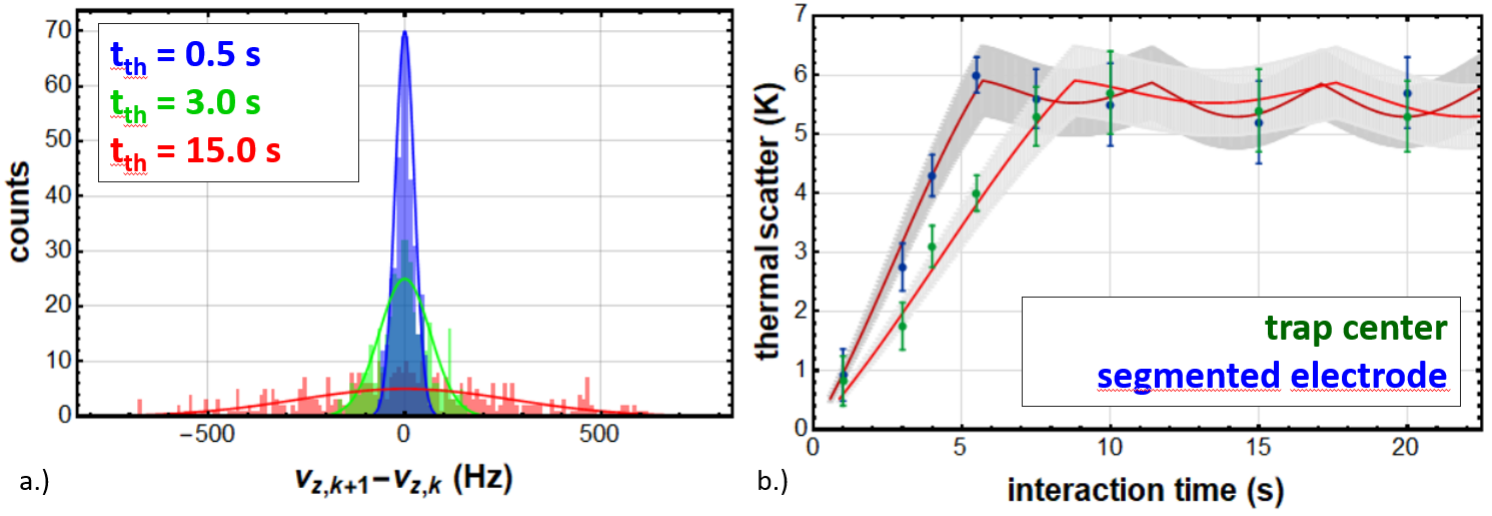 70
60
50
40
30
20
10
0
counts
t_th = 0.5 s
t_th = 3.0 s
t_th = 15.0 s
−500
0
500
ν_z,k+1−ν_z,k (Hz)
a.)
7
6
5
4
3
2
1
0
thermal scatter (K)
trap center
segmented electrode
0
5
10
15
20
interaction time (s)
b.)